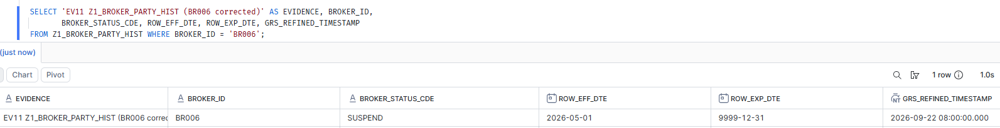 SELECT 'EV11 Z1_BROKER_PARTY_HIST (BR006 corrected)' AS EVIDENCE, BROKER_ID,
BROKER_STATUS_CDE, ROW_EFF_DTE, ROW_EXP_DTE, GRS_REFINED_TIMESTAMP
FROM Z1_BROKER_PARTY_HIST WHERE BROKER_ID = 'BR006';
(just now)
Chart Pivot 1 row 1.0s
EVIDENCE BROKER_ID BROKER_STATUS_CDE ROW_EFF_DTE ROW_EXP_DTE GRS_REFINED_TIMESTAMP
EV11 Z1_BROKER_PARTY_HIST (BR006 correc BR006 SUSPEND 2026-05-01 9999-12-31 2026-09-22 08:00:00.000